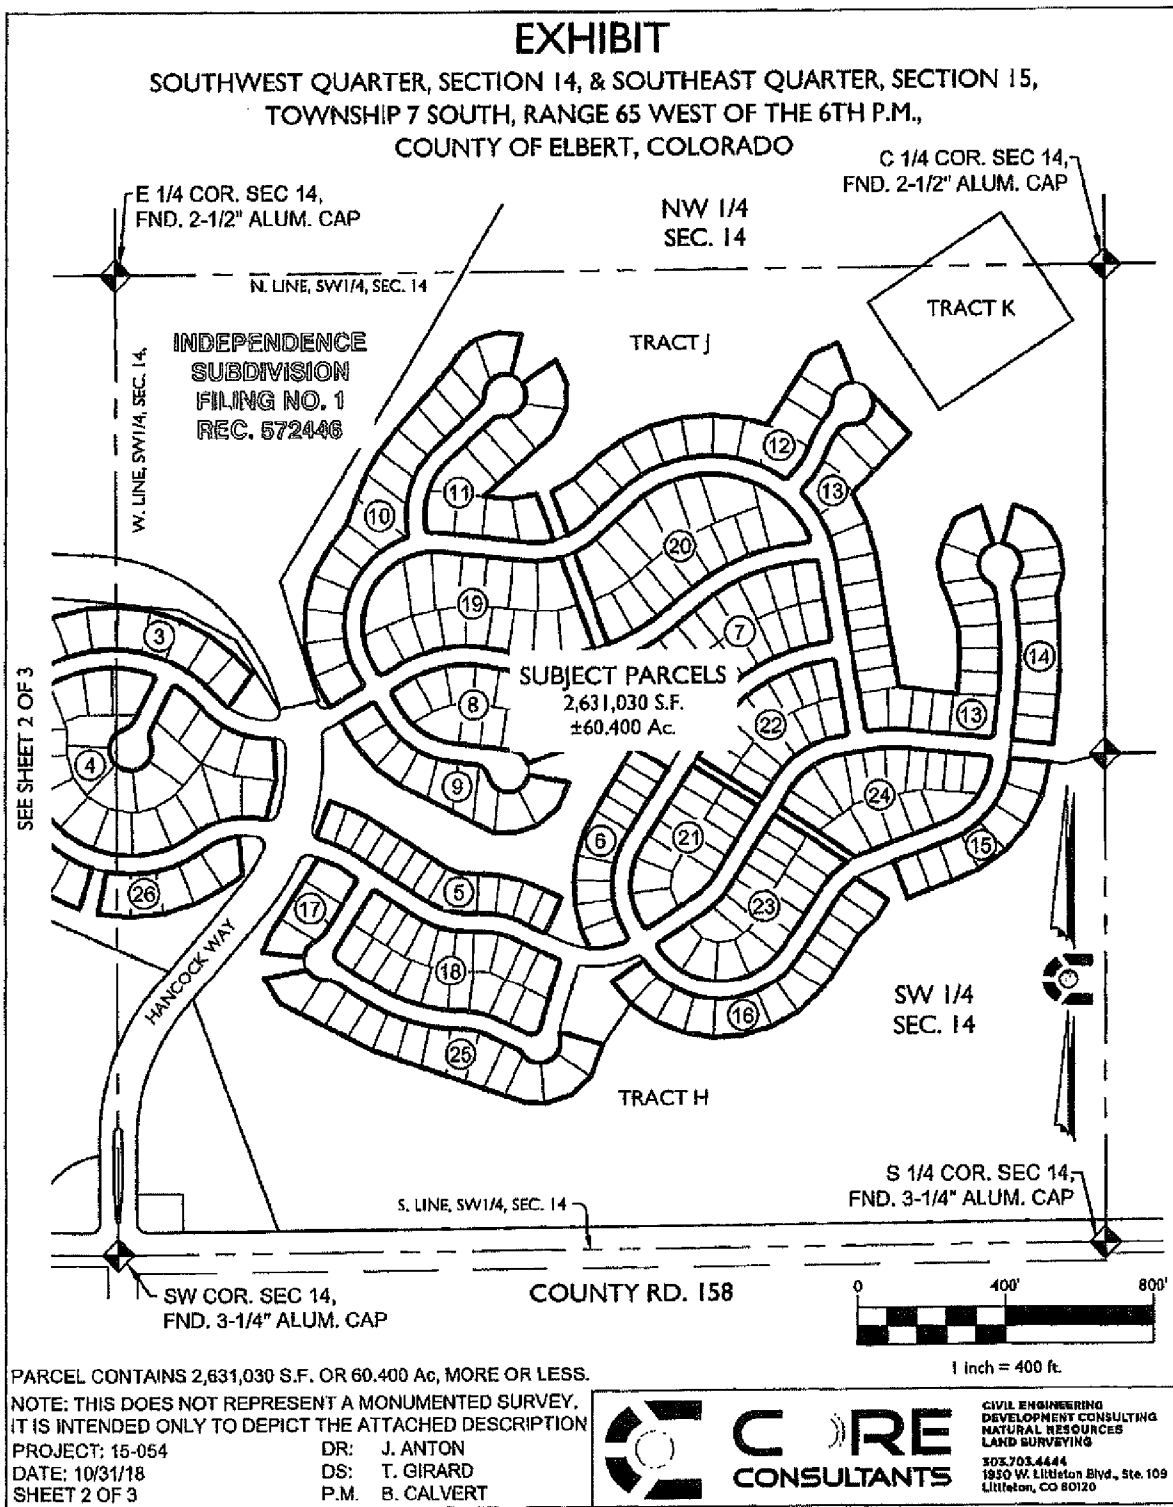 EXHIBIT
SOUTHWEST QUARTER, SECTION 14, & SOUTHEAST QUARTER, SECTION 15,
TOWNSHIP 7 SOUTH, RANGE 65 WEST OF THE 6TH P.M.,
COUNTY OF ELBERT, COLORADO
E 1/4 COR. SEC 14,
FND. 2-1/2" ALUM. CAP
C 1/4 COR. SEC 14,
FND. 2-1/2" ALUM. CAP
NW 1/4
SEC. 14
N. LINE, SW1/4, SEC. 14
W. LINE, SW1/4, SEC. 14,
INDEPENDENCE
SUBDIVISION
FILING NO. 1
REC. 572446
TRACT J
TRACT K
12
13
11
10
20
19
3
7
14
SUBJECT PARCELS
2,631,030 S.F.
±60.400 Ac.
8
22
13
4
9
24
6
21
15
SEE SHEET 2 OF 3
26
5
17
23
18
HANCOCK WAY
16
SW 1/4
SEC. 14
25
TRACT H
S 1/4 COR. SEC 14,
FND. 3-1/4" ALUM. CAP
S. LINE, SW1/4, SEC. 14
SW COR. SEC 14,
FND. 3-1/4" ALUM. CAP
COUNTY RD. 158
0 400' 800'
1 inch = 400 ft.
PARCEL CONTAINS 2,631,030 S.F. OR 60.400 Ac, MORE OR LESS.
NOTE: THIS DOES NOT REPRESENT A MONUMENTED SURVEY.
IT IS INTENDED ONLY TO DEPICT THE ATTACHED DESCRIPTION
PROJECT: 15-054 DR: J. ANTON
DATE: 10/31/18 DS: T. GIRARD
SHEET 2 OF 3 P.M. B. CALVERT
CORE
CONSULTANTS
CIVIL ENGINEERING
DEVELOPMENT CONSULTING
NATURAL RESOURCES
LAND SURVEYING
303.703.4444
1950 W. Littleton Blvd., Ste. 109
Littleton, CO 80120